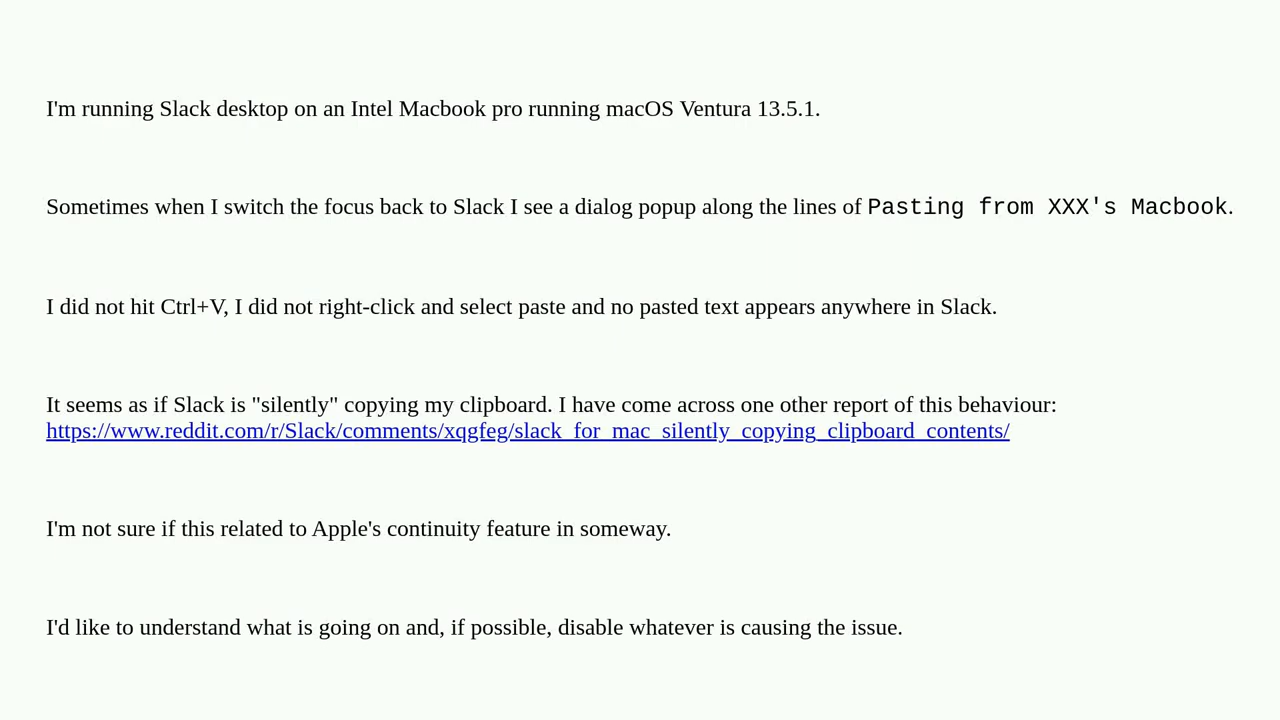 I'm running Slack desktop on an Intel Macbook pro running macOS Ventura 13.5.1.
Sometimes when I switch the focus back to Slack I see a dialog popup along the lines of Pasting from XXX's Macbook.
I did not hit Ctrl+V, I did not right-click and select paste and no pasted text appears anywhere in Slack.
It seems as if Slack is "silently" copying my clipboard. I have come across one other report of this behaviour:
https://www.reddit.com/r/Slack/comments/xqgfeg/slack_for_mac_silently_copying_clipboard_contents/
I'm not sure if this related to Apple's continuity feature in someway.
I'd like to understand what is going on and, if possible, disable whatever is causing the issue.